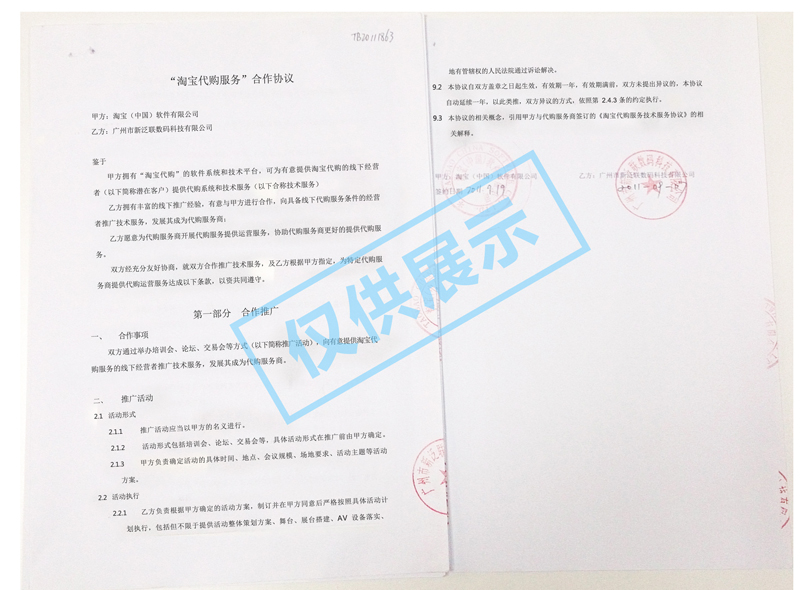 TB20111863
“淘宝代购服务”合作协议
甲方：淘宝（中国）软件有限公司
乙方：广州市新泛联数码科技有限公司
鉴于
甲方拥有“淘宝代购”的软件系统和技术平台，可为有意提供淘宝代购的线下经营
者（以下简称潜在客户）提供代购系统和技术服务（以下合称技术服务）
乙方拥有丰富的线下推广经验，有意与甲方进行合作，向具备线下代购服务条件的经营
者推广技术服务，发展其成为代购服务商；
乙方愿意为代购服务商开展代购服务提供运营服务，协助代购服务商更好的提供代购服
务。
双方经充分友好协商，就双方合作推广技术服务，及乙方根据甲方指定，为特定代购服
务商提供代购运营服务达成以下条款，以资共同遵守。
第一部分 合作推广
一、 合作事项
双方通过举办培训会、论坛、交易会等方式（以下简称推广活动），向有意提供淘宝代
购服务的线下经营者推广技术服务，发展其成为代购服务商。
二、 推广活动
2.1 活动形式
2.1.1 推广活动应当以甲方的名义进行。
2.1.2 活动形式包括培训会、论坛、交易会等，具体活动形式在推广前由甲方确定。
2.1.3 甲方负责确定活动的具体时间、地点、会议规模、场地要求、活动主题等活动
方案。
2.2 活动执行
2.2.1 乙方负责根据甲方确定的活动方案，制订并在甲方同意后严格按照具体活动计
划执行，包括但不限于提供活动整体策划方案、舞台、展台搭建、AV 设备落实、
广州市新泛
地有管辖权的人民法院通过诉讼解决。
9.2 本协议自双方盖章之日起生效，有效期一年，有效期满前，双方未提出异议的，本协议
自动延续一年，以此类推，双方异议的方式，依照第 2.4.3 条的约定执行。
9.3 本协议的相关概念，引用甲方与代购服务商签订的《淘宝代购服务技术服务协议》的相
关解释。
甲方：淘宝（中国）软件有限公司
签约日期
2011.9.19
乙方：广州市新泛联数码科技有限公司
仅供展示